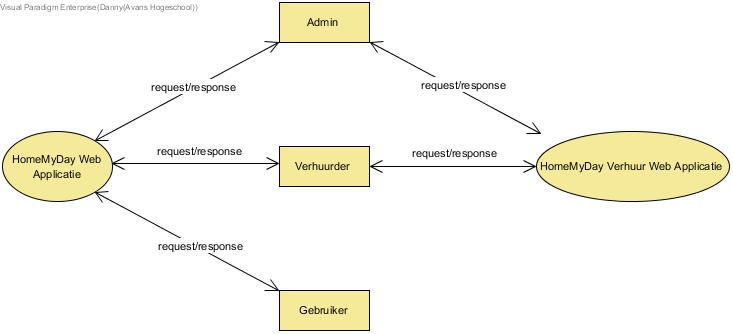 Visual Paradigm Enterprise(Danny(Avans Hogeschool))
Admin
request/response
request/response
HomeMyDay Web
Applicatie
request/response
Verhuurder
request/response
HomeMyDay Verhuur Web Applicatie
request/response
Gebruiker